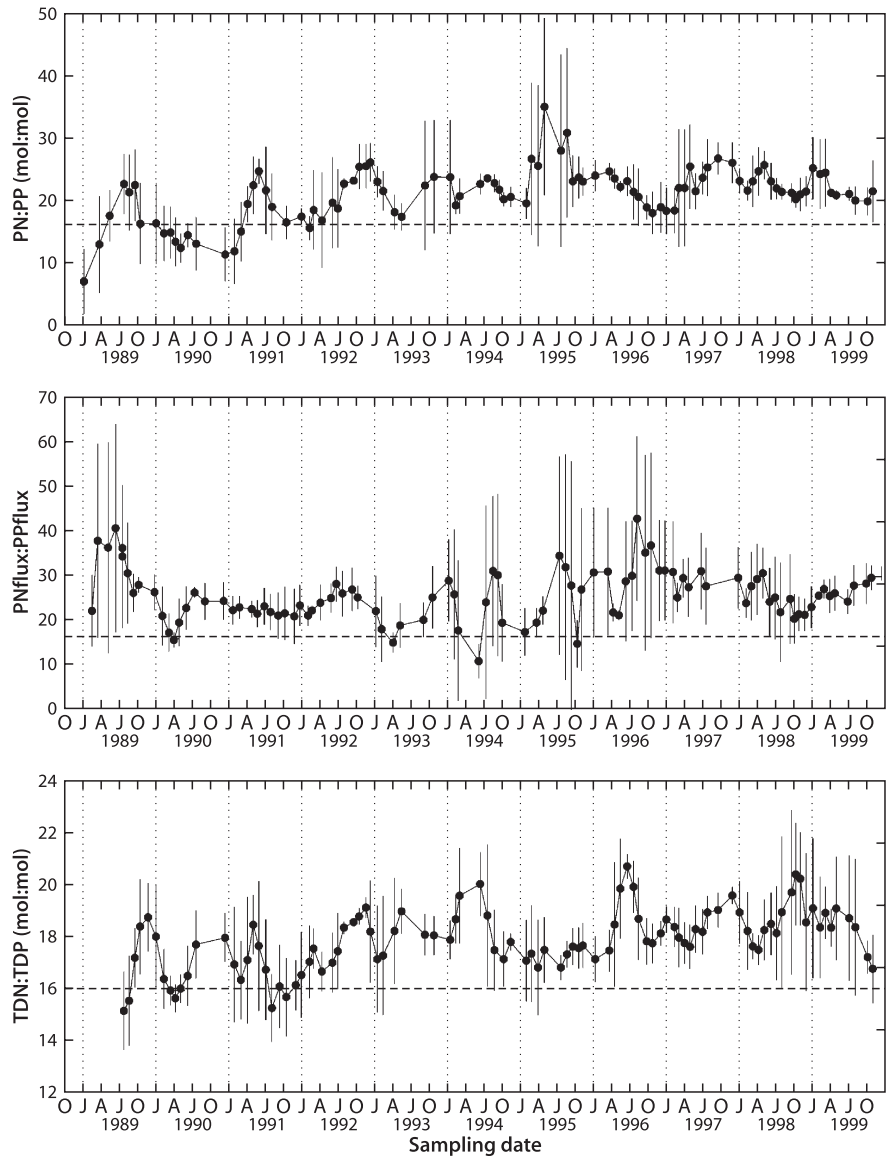 PN:PP (mol:mol)
50
40
30
20
10
0
O J A J O J A J O J A J O J A J O J A J O J A J O J A J O J A J O J A J O J A J O J A J O
1989 1990 1991 1992 1993 1994 1995 1996 1997 1998 1999
PNflux:PPflux
70
60
50
40
30
20
10
0
O J A J O J A J O J A J O J A J O J A J O J A J O J A J O J A J O J A J O J A J O J A J O
1989 1990 1991 1992 1993 1994 1995 1996 1997 1998 1999
TDN:TDP (mol:mol)
24
22
20
18
16
14
12
O J A J O J A J O J A J O J A J O J A J O J A J O J A J O J A J O J A J O J A J O J A J O
1989 1990 1991 1992 1993 1994 1995 1996 1997 1998 1999
Sampling date